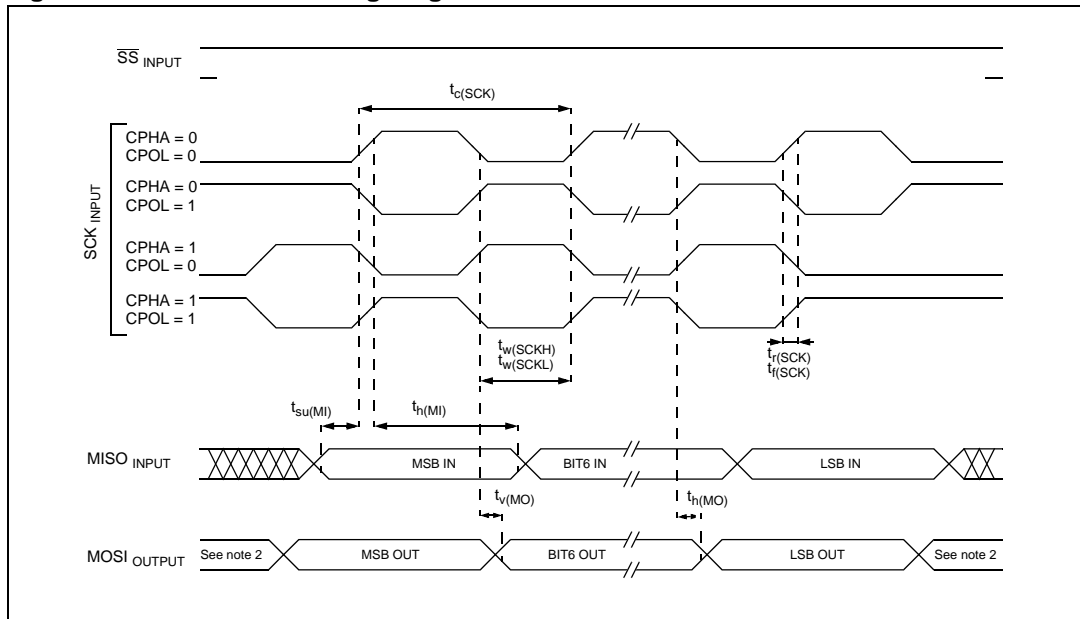 SS INPUT
tc(SCK)
SCK INPUT
CPHA = 0
CPOL = 0
CPHA = 0
CPOL = 1
CPHA = 1
CPOL = 0
CPHA = 1
CPOL = 1
tw(SCKH)
tw(SCKL)
tr(SCK)
tf(SCK)
tsu(MI)
th(MI)
MISO INPUT
MSB IN
BIT6 IN
LSB IN
tv(MO)
th(MO)
MOSI OUTPUT
See note 2
MSB OUT
BIT6 OUT
LSB OUT
See note 2